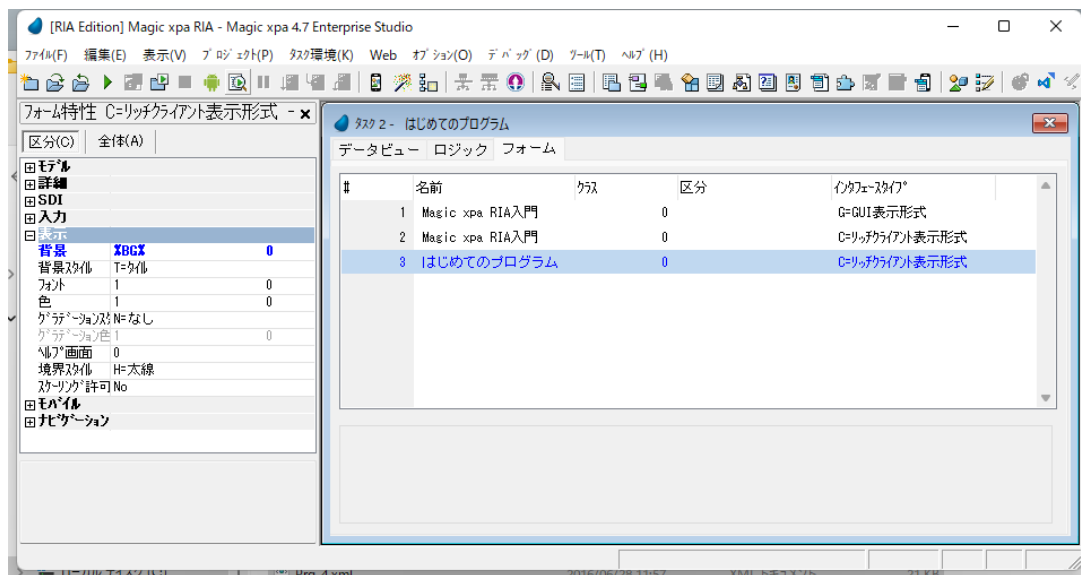 [RIA Edition] Magic xpa RIA - Magic xpa 4.7 Enterprise Studio
ﾌｧｲﾙ(F) 編集(E) 表示(V) ﾌﾟﾛｼﾞｪｸﾄ(P) ﾀｽｸ環境(K) Web ｵﾌﾟｼｮﾝ(O) ﾃﾞﾊﾞｯｸﾞ(D) ﾂｰﾙ(T) ﾍﾙﾌﾟ(H)
ﾌｫｰﾑ特性 C=ﾘｯﾁｸﾗｲｱﾝﾄ表示形式
区分(C) 全体(A)
ﾓﾃﾞﾙ
詳細
SDI
入力
表示
背景 %BG% 0
背景ｽﾀｲﾙ T=ﾀｲﾙ
ﾌｫﾝﾄ 1 0
色 1 0
ｸﾞﾗﾃﾞｰｼｮﾝｽﾀ N=なし
ｸﾞﾗﾃﾞｰｼｮﾝ色 1 0
ﾍﾙﾌﾟ画面 0
境界ｽﾀｲﾙ H=太線
ｽｹｰﾘﾝｸﾞ許可 No
ﾓﾊﾞｲﾙ
ﾅﾋﾞｹﾞｰｼｮﾝ
ﾀｽｸ 2 - はじめてのプログラム
データビュー ロジック フォーム
# 名前 ｸﾗｽ 区分 ｲﾝﾀﾌｪｰｽﾀｲﾌﾟ
1 Magic xpa RIA入門 0 G=GUI表示形式
2 Magic xpa RIA入門 0 C=ﾘｯﾁｸﾗｲｱﾝﾄ表示形式
3 はじめてのプログラム 0 C=ﾘｯﾁｸﾗｲｱﾝﾄ表示形式